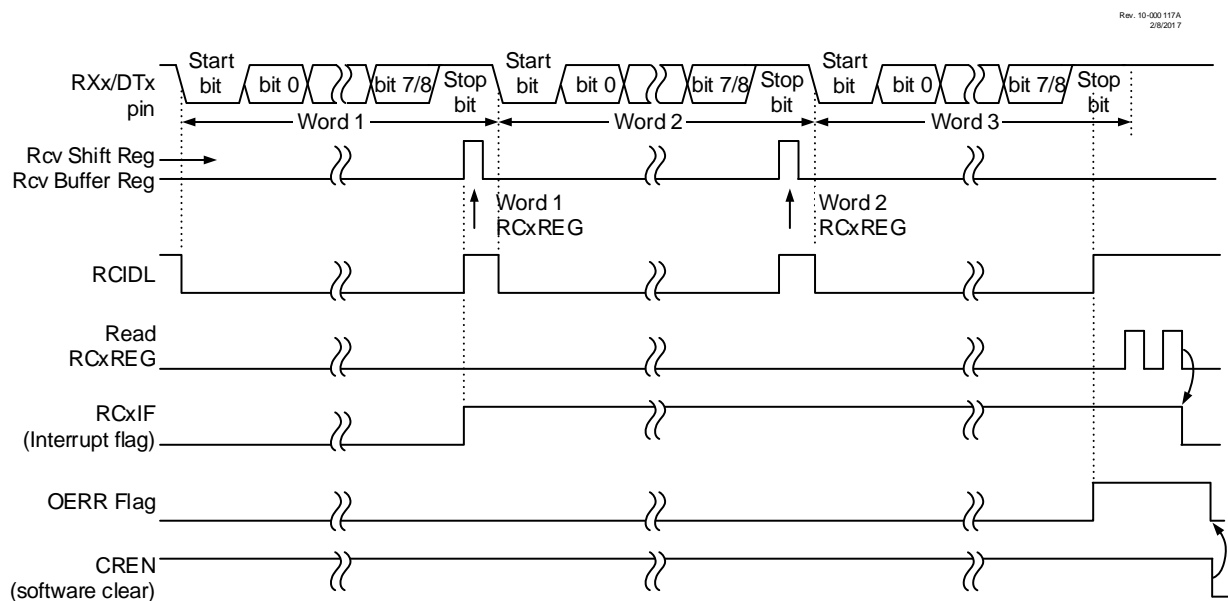 Rev. 10-000 117A
2/8/201 7
RXx/DTx
pin
Start
bit
bit 0
bit 7/8
Stop
bit
Start
bit
bit 0
bit 7/8
Stop
bit
Start
bit
bit 0
bit 7/8
Stop
bit
Word 1
Word 2
Word 3
Rcv Shift Reg
Rcv Buffer Reg
Word 1
RCxREG
Word 2
RCxREG
RCIDL
Read
RCxREG
RCxIF
(Interrupt flag)
OERR Flag
CREN
(software clear)